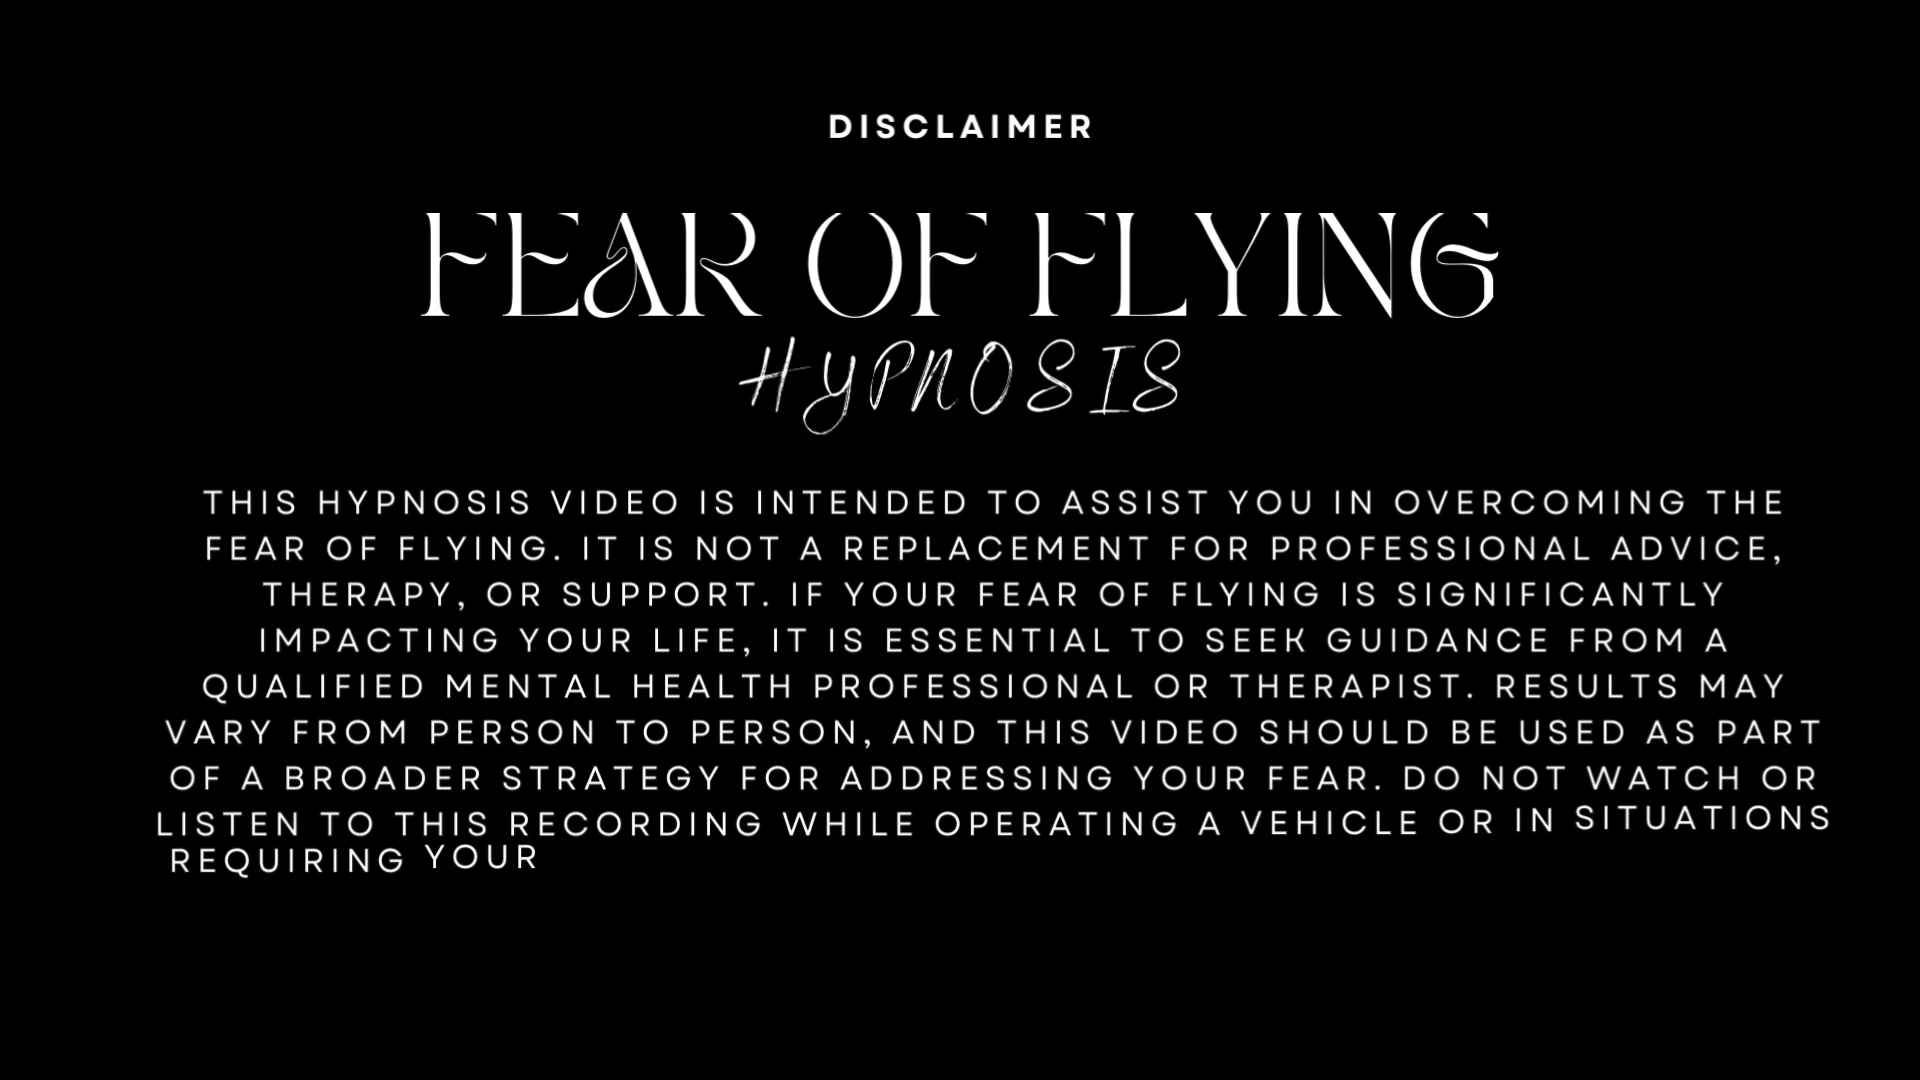 DISCLAIMER
FEAR OF FLYING
HYPNOSIS
THIS HYPNOSIS VIDEO IS INTENDED TO ASSIST YOU IN OVERCOMING THE
FEAR OF FLYING. IT IS NOT A REPLACEMENT FOR PROFESSIONAL ADVICE,
THERAPY, OR SUPPORT. IF YOUR FEAR OF FLYING IS SIGNIFICANTLY
IMPACTING YOUR LIFE, IT IS ESSENTIAL TO SEEK GUIDANCE FROM A
QUALIFIED MENTAL HEALTH PROFESSIONAL OR THERAPIST. RESULTS MAY
VARY FROM PERSON TO PERSON, AND THIS VIDEO SHOULD BE USED AS PART
OF A BROADER STRATEGY FOR ADDRESSING YOUR FEAR. DO NOT WATCH OR
LISTEN TO THIS RECORDING WHILE OPERATING A VEHICLE OR IN SITUATIONS
REQUIRING YOUR